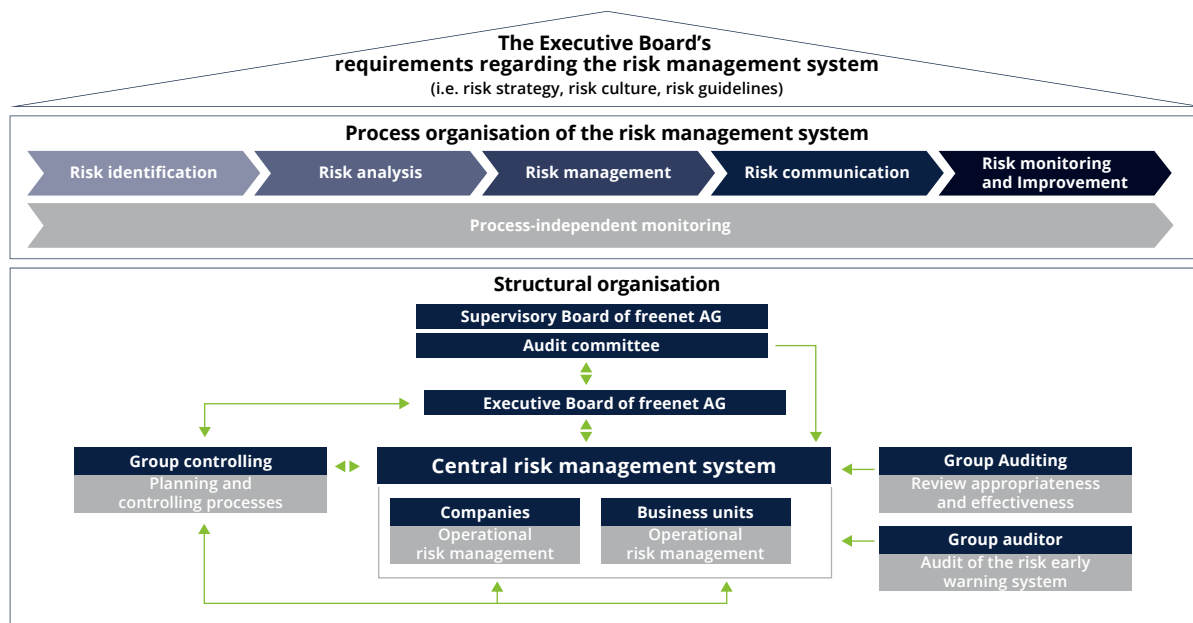 The Executive Board's
requirements regarding the risk management system
(i.e. risk strategy, risk culture, risk guidelines)
Process organisation of the risk management system
Risk identification
Risk analysis
Risk management
Risk communication
Risk monitoring
and Improvement
Process-independent monitoring
Structural organisation
Supervisory Board of freenet AG
Audit committee
Executive Board of freenet AG
Group controlling
Planning and
controlling processes
Central risk management system
Companies
Operational
risk management
Business units
Operational
risk management
Group Auditing
Review appropriateness
and effectiveness
Group auditor
Audit of the risk early
warning system